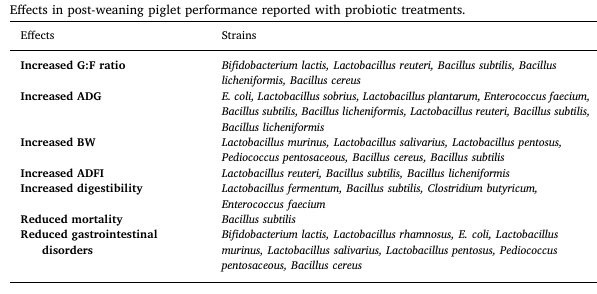 Effects in post-weaning piglet performance reported with probiotic treatments.
Effects Strains
Increased G:F ratio Bifidobacterium lactis, Lactobacillus reuteri, Bacillus subtilis, Bacillus
licheniformis, Bacillus cereus
Increased ADG E. coli, Lactobacillus sobrius, Lactobacillus plantarum, Enterococcus faecium,
Bacillus subtilis, Bacillus licheniformis, Lactobacillus reuteri, Bacillus subtilis,
Bacillus licheniformis
Increased BW Lactobacillus murinus, Lactobacillus salivarius, Lactobacillus pentosus,
Pediococcus pentosaceous, Bacillus cereus, Bacillus subtilis
Increased ADFI Lactobacillus reuteri, Bacillus subtilis, Bacillus licheniformis
Increased digestibility Lactobacillus fermentum, Bacillus subtilis, Clostridium butyricum,
Enterococcus faecium
Reduced mortality Bacillus subtilis
Reduced gastrointestinal Bifidobacterium lactis, Lactobacillus rhamnosus, E. coli, Lactobacillus
disorders murinus, Lactobacillus salivarius, Lactobacillus pentosus, Pediococcus
pentosaceous, Bacillus cereus